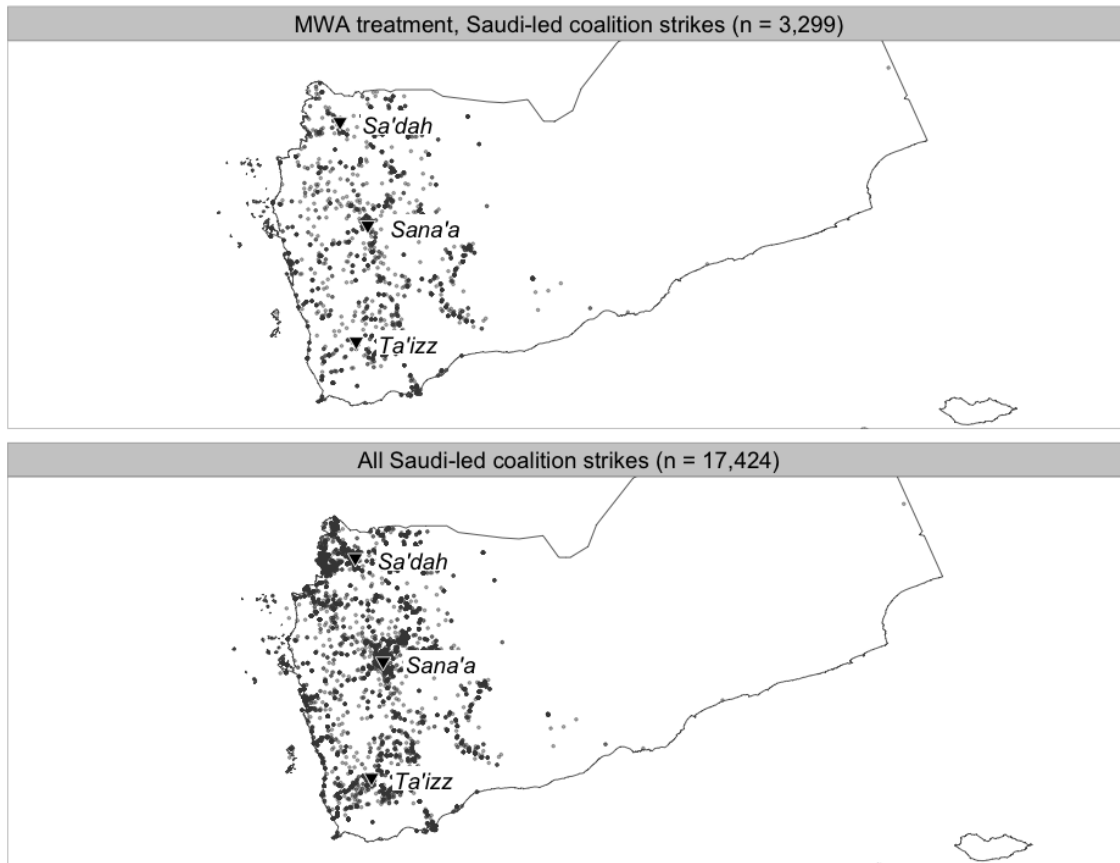 MWA treatment, Saudi-led coalition strikes (n = 3,299)
Sa'dah
Sana'a
Ta'izz
All Saudi-led coalition strikes (n = 17,424)
Sa'dah
Sana'a
Ta'izz